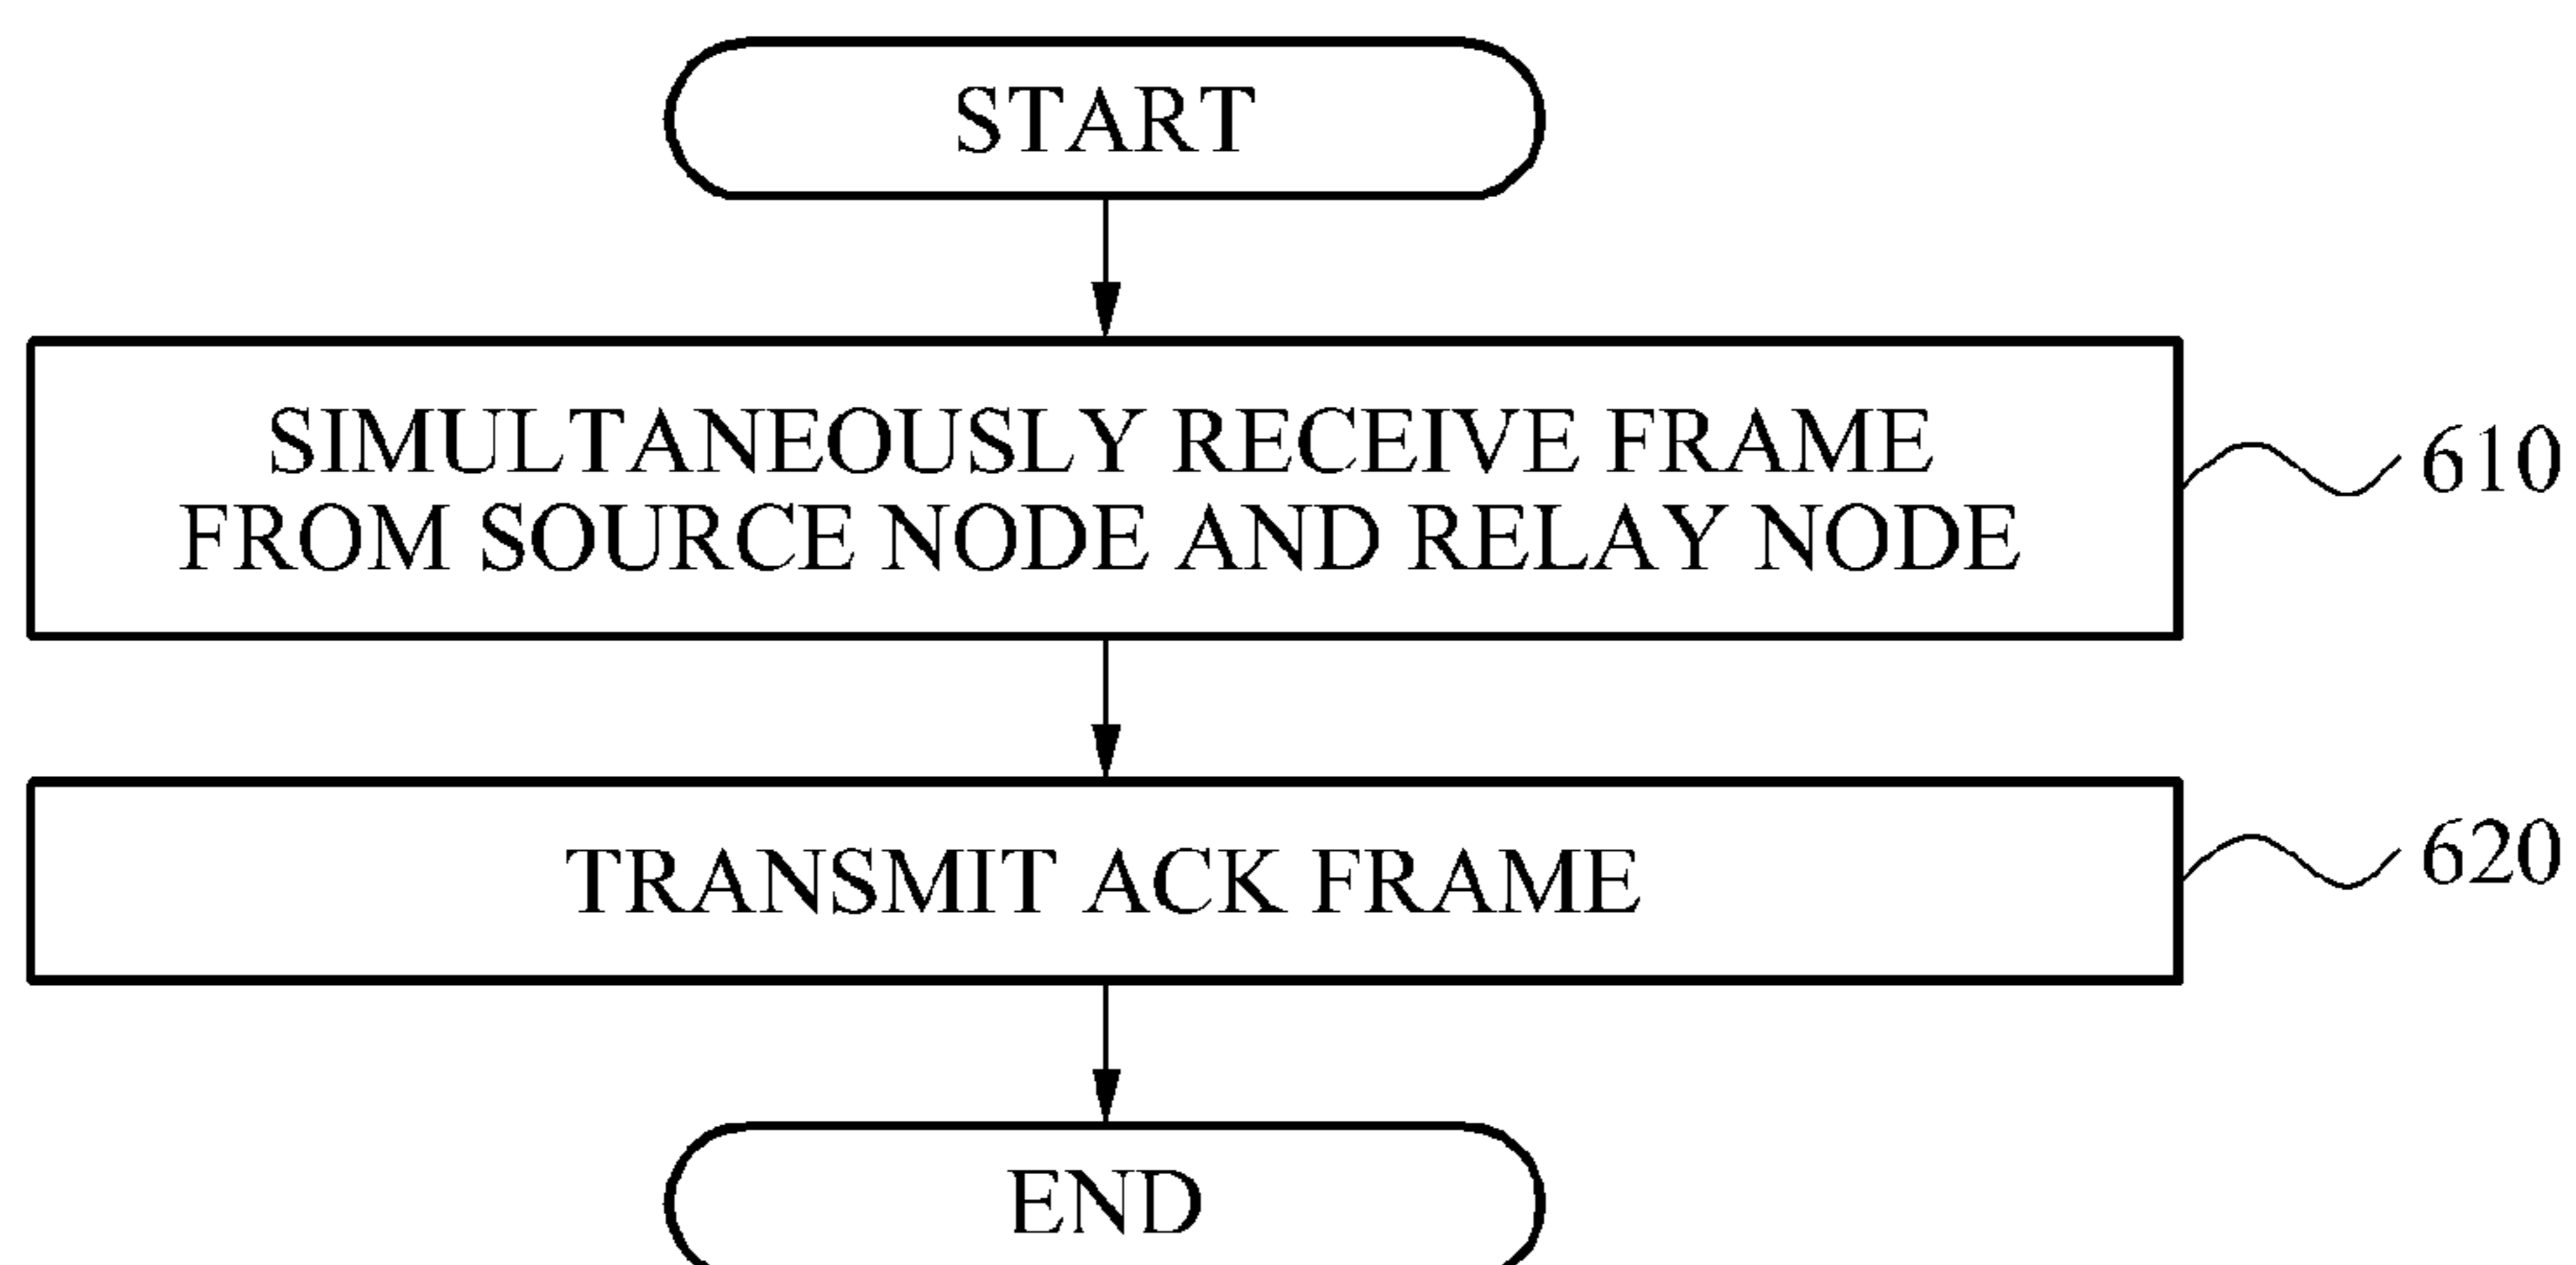 START
SIMULTANEOUSLY RECEIVE FRAME
FROM SOURCE NODE AND RELAY NODE
610
TRANSMIT ACK FRAME
620
END